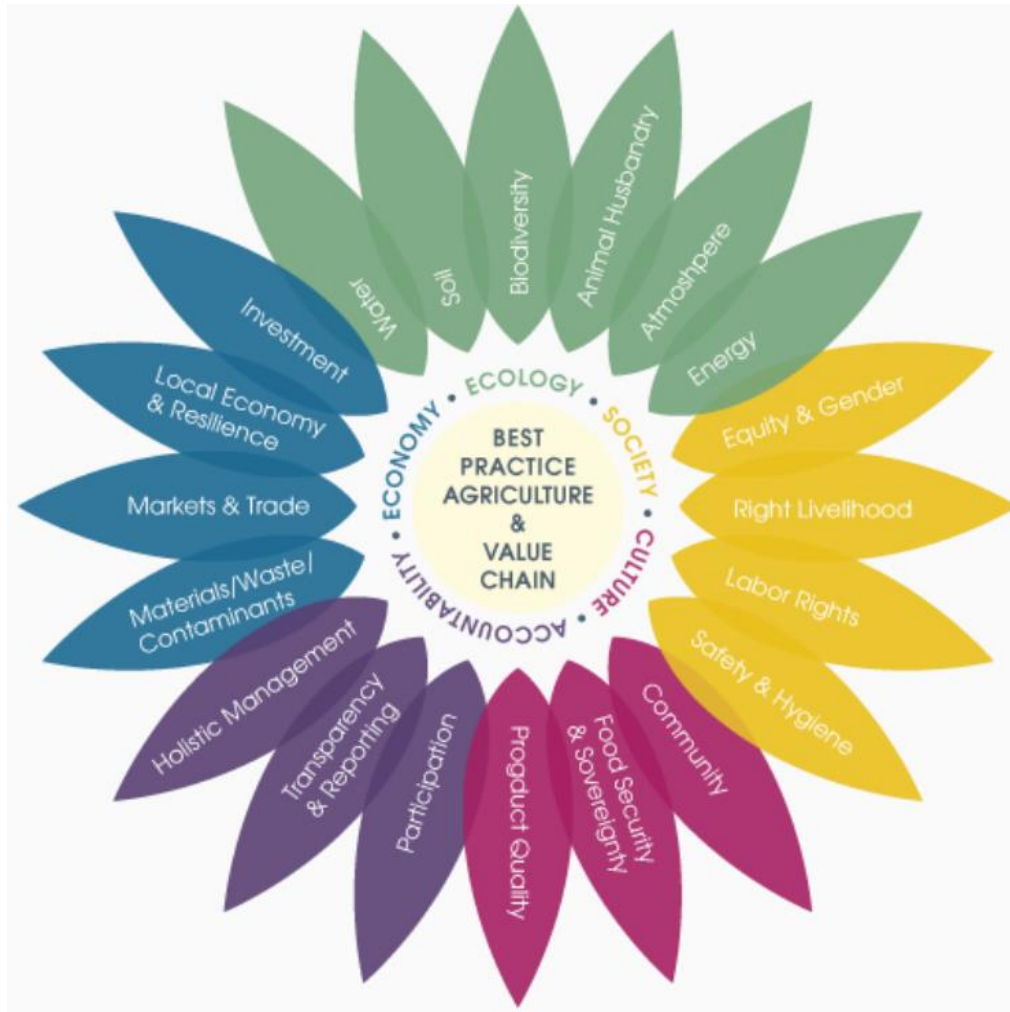 BEST
PRACTICE
AGRICULTURE
&
VALUE
CHAIN
ECOLOGY • SOCIETY • CULTURE • ACCOUNTABILITY • ECONOMY •
Biodiversity
Animal Husbandry
Atmoshpere
Energy
Equity & Gender
Right Livelihood
Labor Rights
Safety & Hygiene
Community
Food Security
& Sovereignty
Progduct Quality
Participation
Transparency
& Reporting
Holistic Management
Materials/Waste/
Contaminants
Markets & Trade
Local Economy
& Resilience
Investment
Water
Soil